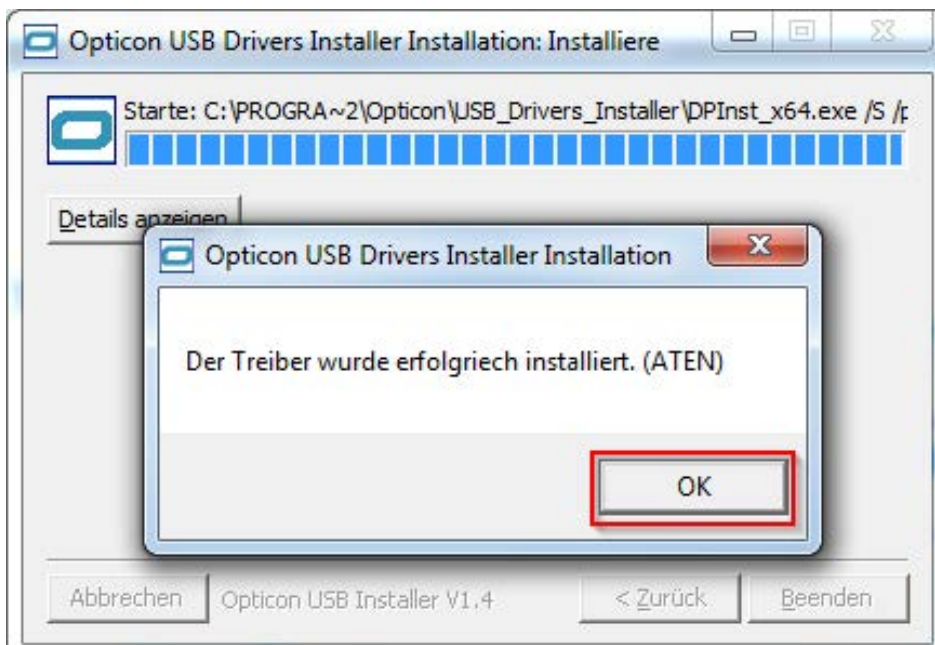 Opticon USB Drivers Installer Installation: Installiere
Starte: C:\PROGRA~2\Opticon\USB_Drivers_Installer\DPInst_x64.exe /S /p
Details anzeigen
Opticon USB Drivers Installer Installation
Der Treiber wurde erfolgriech installiert. (ATEN)
OK
Abbrechen Opticon USB Installer V1.4 < Zurück Beenden